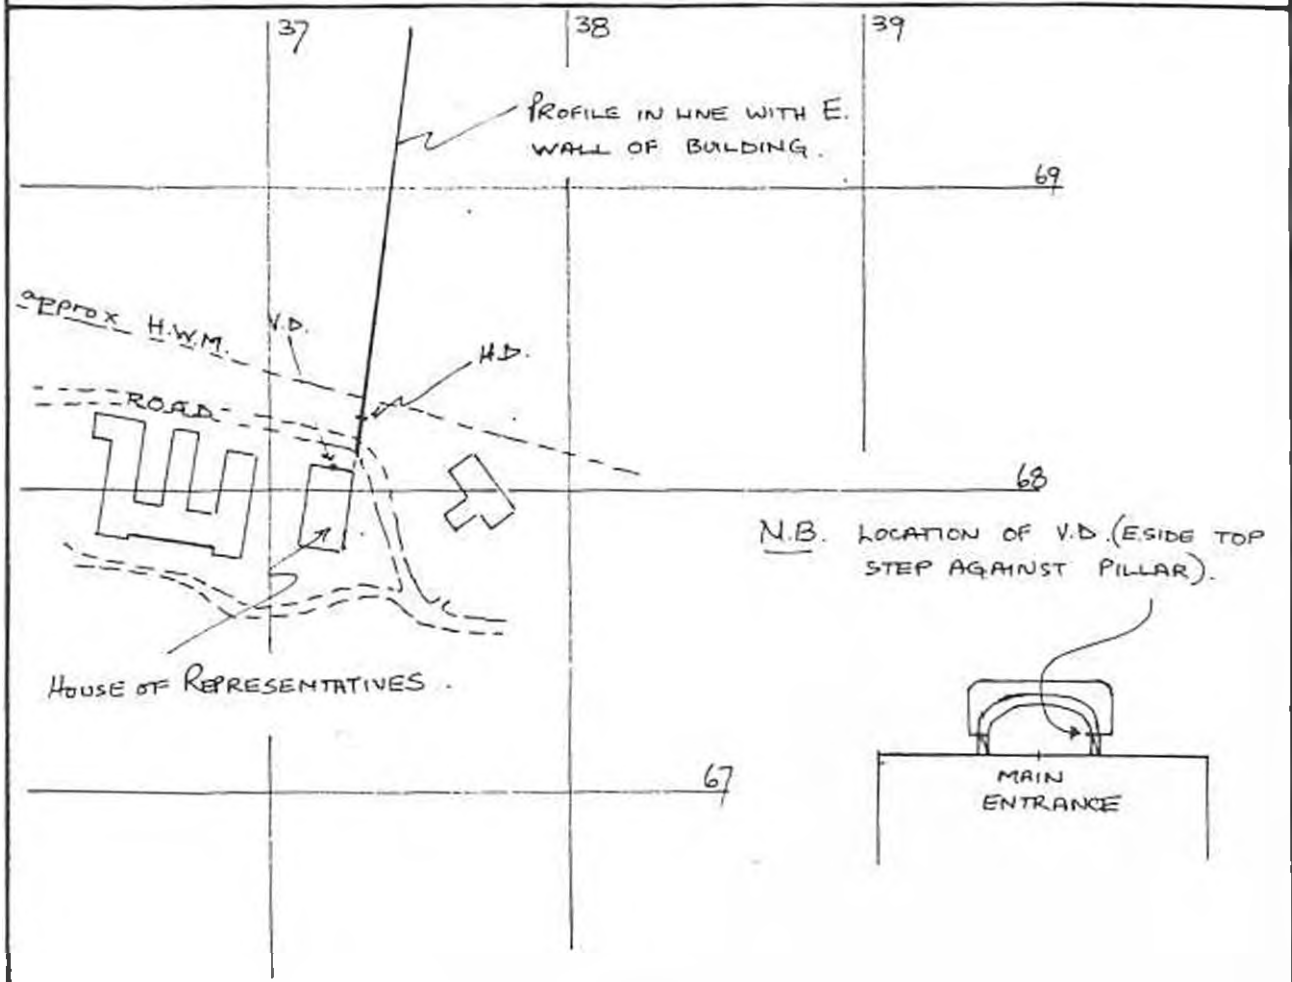 37
38
39
PROFILE IN LINE WITH E.
WALL OF BUILDING.
69
approx H.W.M.
V.D.
H.D.
ROAD
68
N.B. LOCATION OF V.D. (E.SIDE TOP
STEP AGAINST PILLAR).
HOUSE OF REPRESENTATIVES.
67
MAIN
ENTRANCE